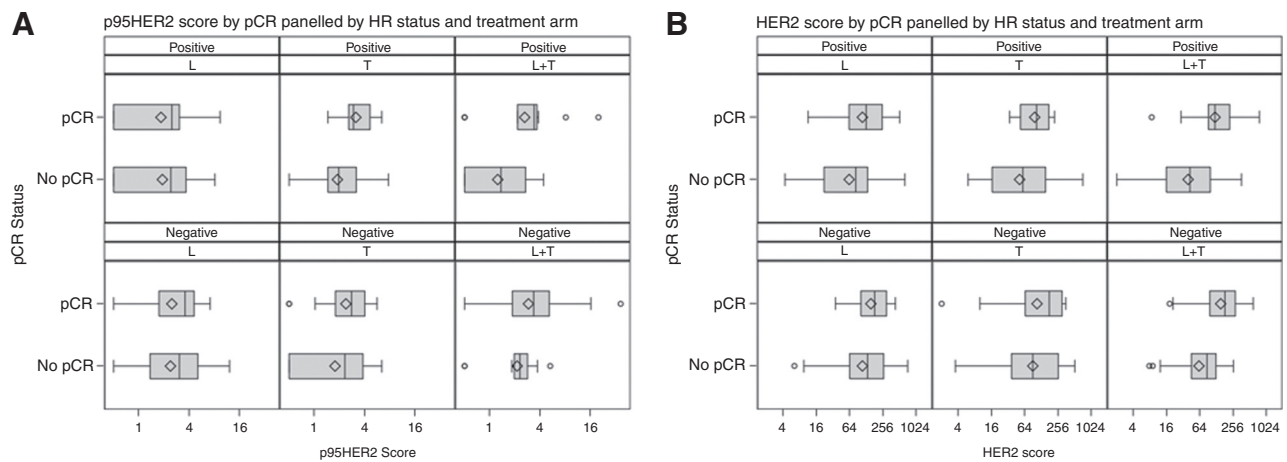 A
p95HER2 score by pCR panelled by HR status and treatment arm
Positive Positive Positive
L T L+T
pCR
No pCR
Negative Negative Negative
L T L+T
pCR
No pCR
pCR Status
1 4 16 1 4 16 1 4 16
p95HER2 Score
B
HER2 score by pCR panelled by HR status and treatment arm
Positive Positive Positive
L T L+T
pCR
No pCR
Negative Negative Negative
L T L+T
pCR
No pCR
pCR Status
4 16 64 256 1024 4 16 64 256 1024 4 16 64 256 1024
HER2 score